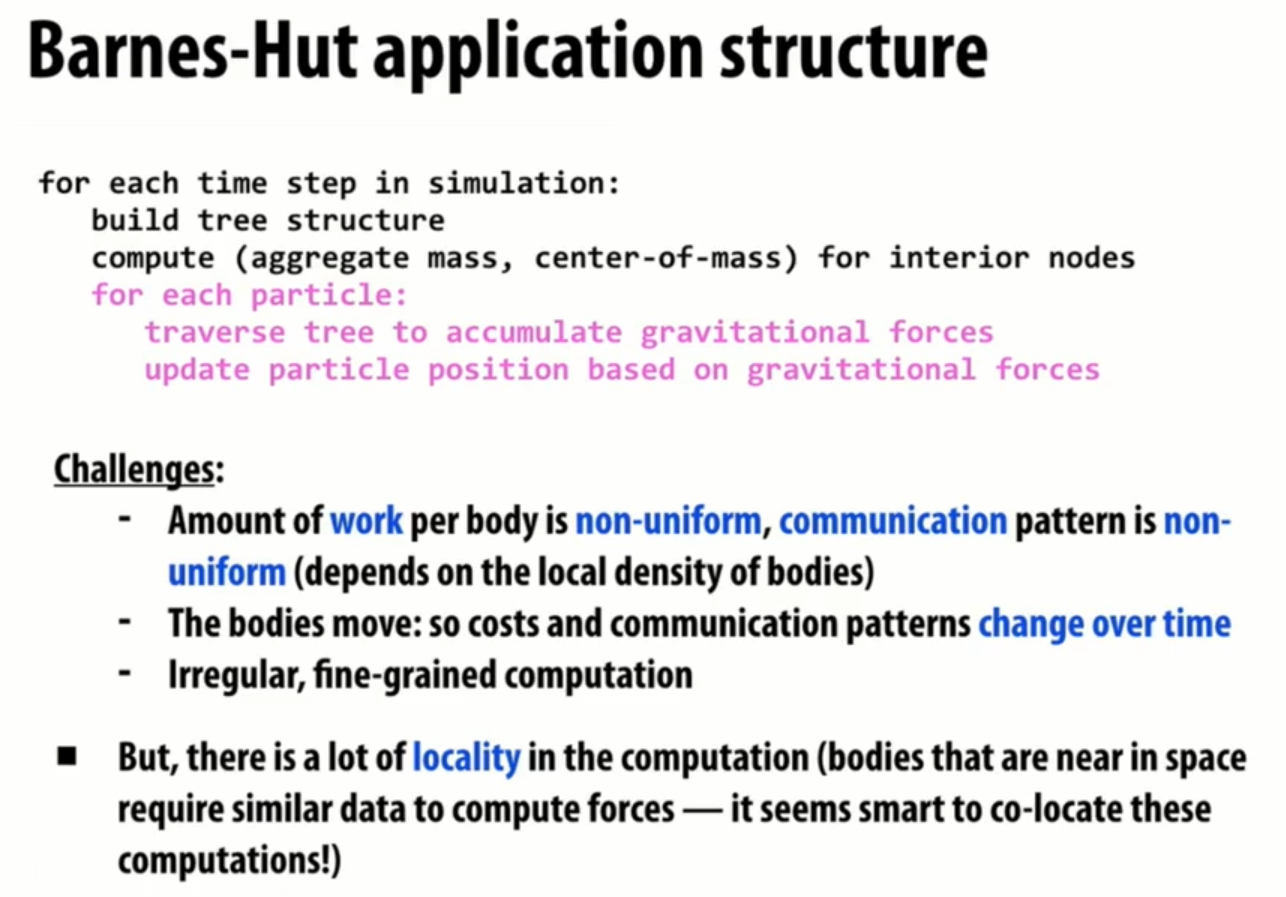 Barnes-Hut application structure
for each time step in simulation:
build tree structure
compute (aggregate mass, center-of-mass) for interior nodes
for each particle:
traverse tree to accumulate gravitational forces
update particle position based on gravitational forces
Challenges:
- Amount of work per body is non-uniform, communication pattern is non-
uniform (depends on the local density of bodies)
- The bodies move: so costs and communication patterns change over time
- Irregular, fine-grained computation
■ But, there is a lot of locality in the computation (bodies that are near in space
require similar data to compute forces — it seems smart to co-locate these
computations!)